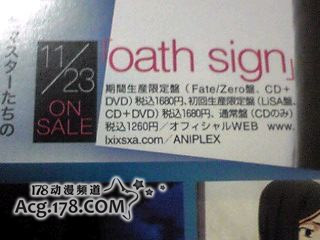 マスターたちの
11/23
ON
SALE
「oath sign」
期間生産限定盤(Fate/Zero盤、CD+
DVD)税込1680円、初回生産限定盤(LiSA盤、
CD+DVD)税込1680円、通常盤(CDのみ)
税込1260円/オフィシャルWEB www.
lxixsxa.com/ANIPLEX
178动漫频道
Acg.178.COM